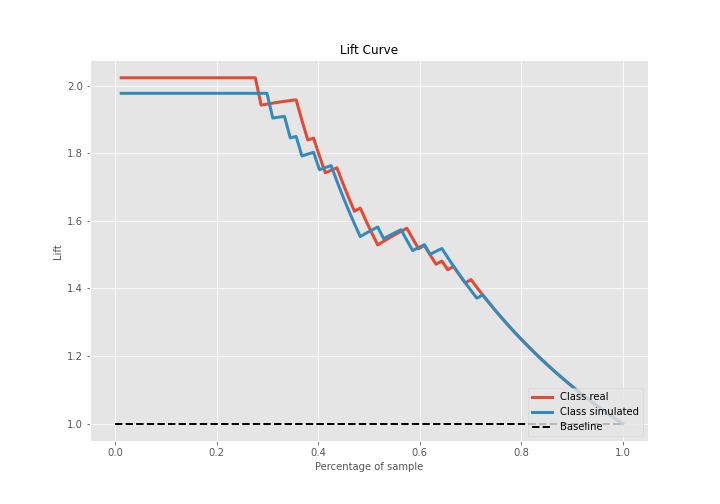 Lift Curve
2.0
1.8
1.6
1.4
1.2
1.0
Lift
0.0 0.2 0.4 0.6 0.8 1.0
Percentage of sample
Class real
Class simulated
Baseline